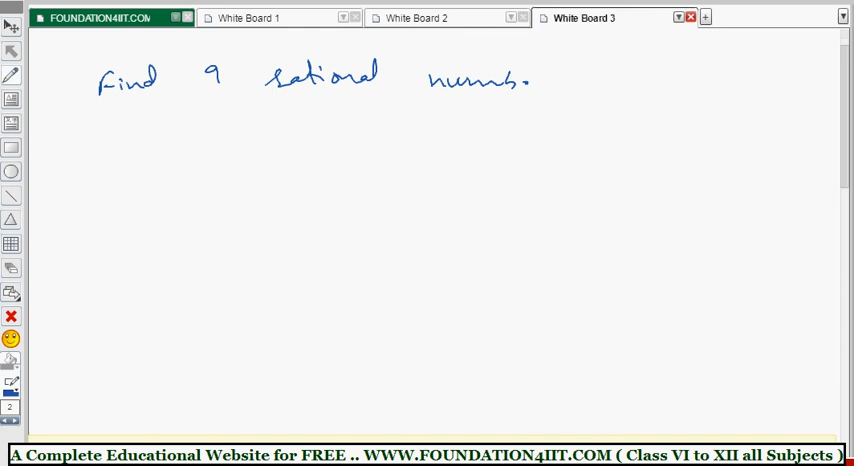 FOUNDATION4IIT.COM White Board 1 White Board 2 White Board 3
Find 9 rational numb.
2
A Complete Educational Website for FREE .. WWW.FOUNDATION4IIT.COM ( Class VI to XII all Subjects )